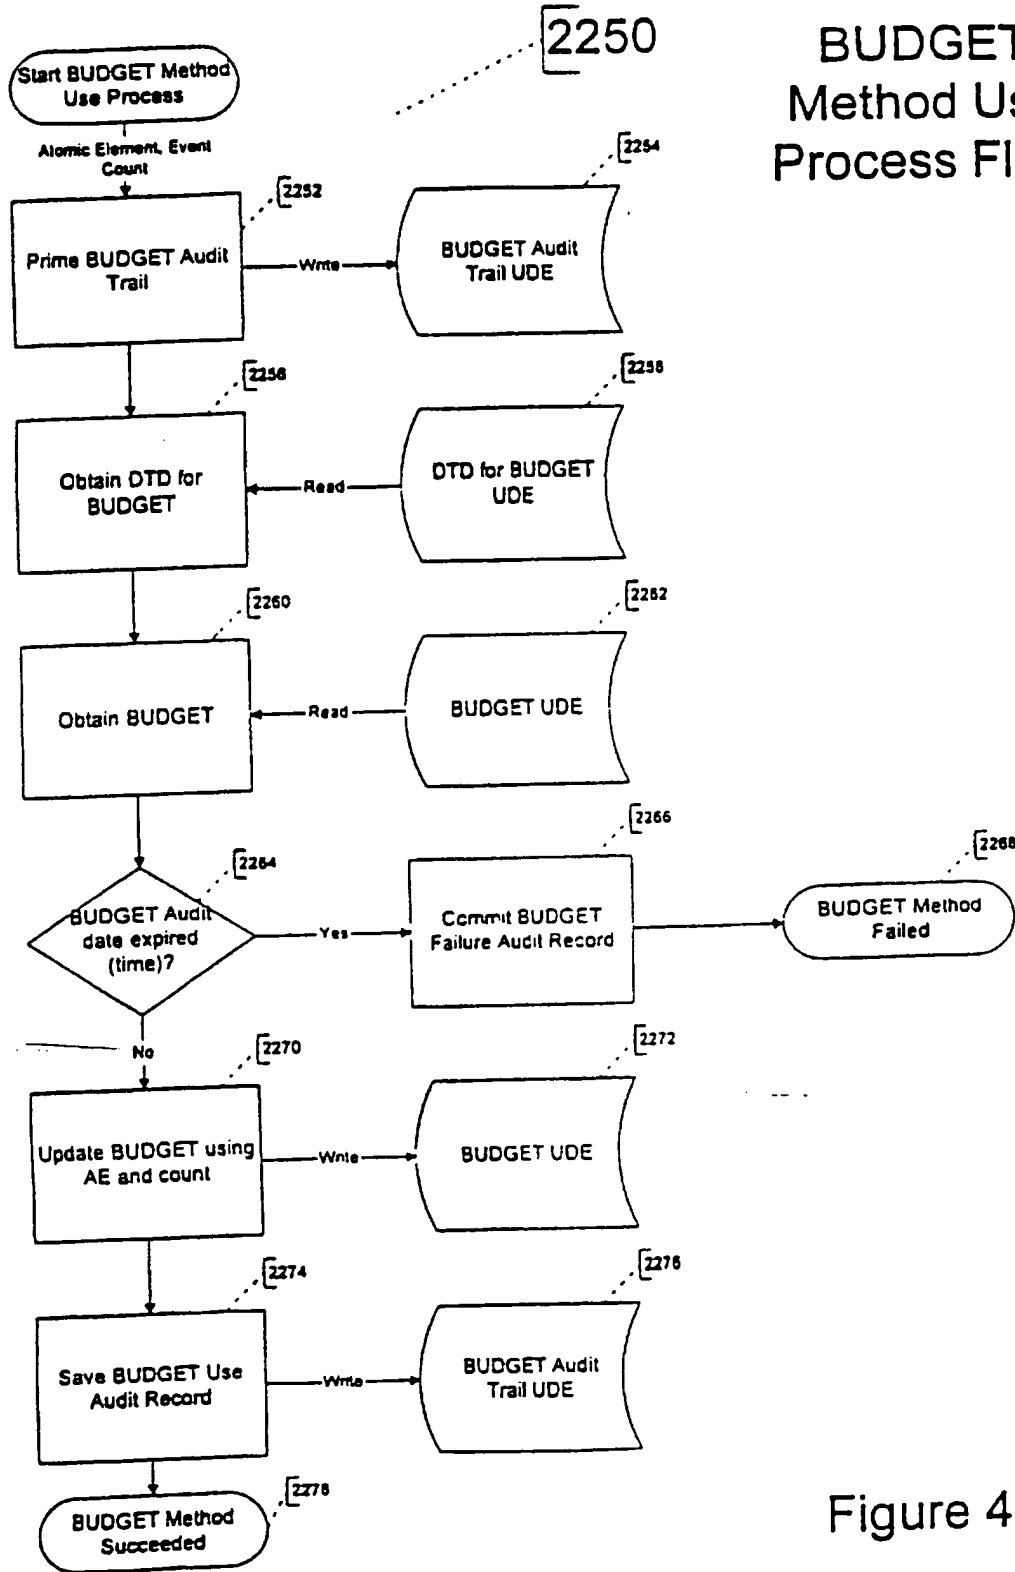 2250
BUDGET
Method Us
Process Fl
Start BUDGET Method
Use Process
Atomic Element, Event
Count
2252
2254
Prime BUDGET Audit
Trail
Write
BUDGET Audit
Trail UDE
2256
2258
Obtain DTD for
BUDGET
Read
DTD for BUDGET
UDE
2260
2262
Obtain BUDGET
Read
BUDGET UDE
2264
2266
2268
BUDGET Audit
date expired
(time)?
Yes
Commit BUDGET
Failure Audit Record
BUDGET Method
Failed
No
2270
2272
Update BUDGET using
AE and count
Write
BUDGET UDE
2274
2276
Save BUDGET Use
Audit Record
Write
BUDGET Audit
Trail UDE
2278
BUDGET Method
Succeeded
Figure 4